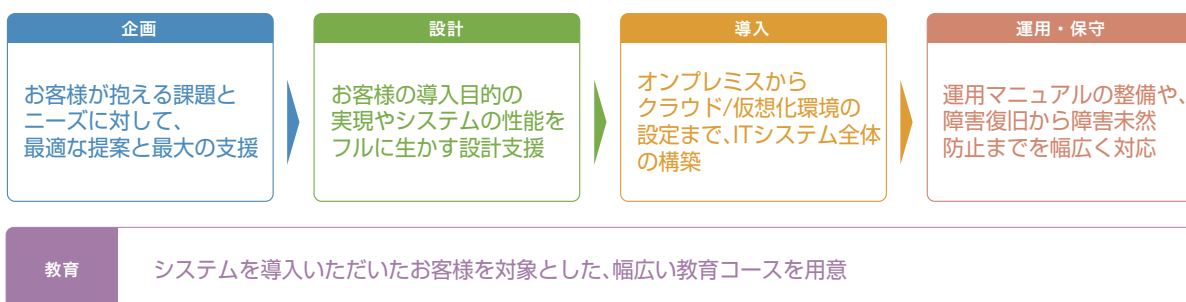 企画
お客様が抱える課題と
ニーズに対して、
最適な提案と最大の支援
設計
お客様の導入目的の
実現やシステムの性能を
フルに生かす設計支援
導入
オンプレミスから
クラウド/仮想化環境の
設定まで、ITシステム全体
の構築
運用・保守
運用マニュアルの整備や、
障害復旧から障害未然
防止までを幅広く対応
教育
システムを導入いただいたお客様を対象とした、幅広い教育コースを用意